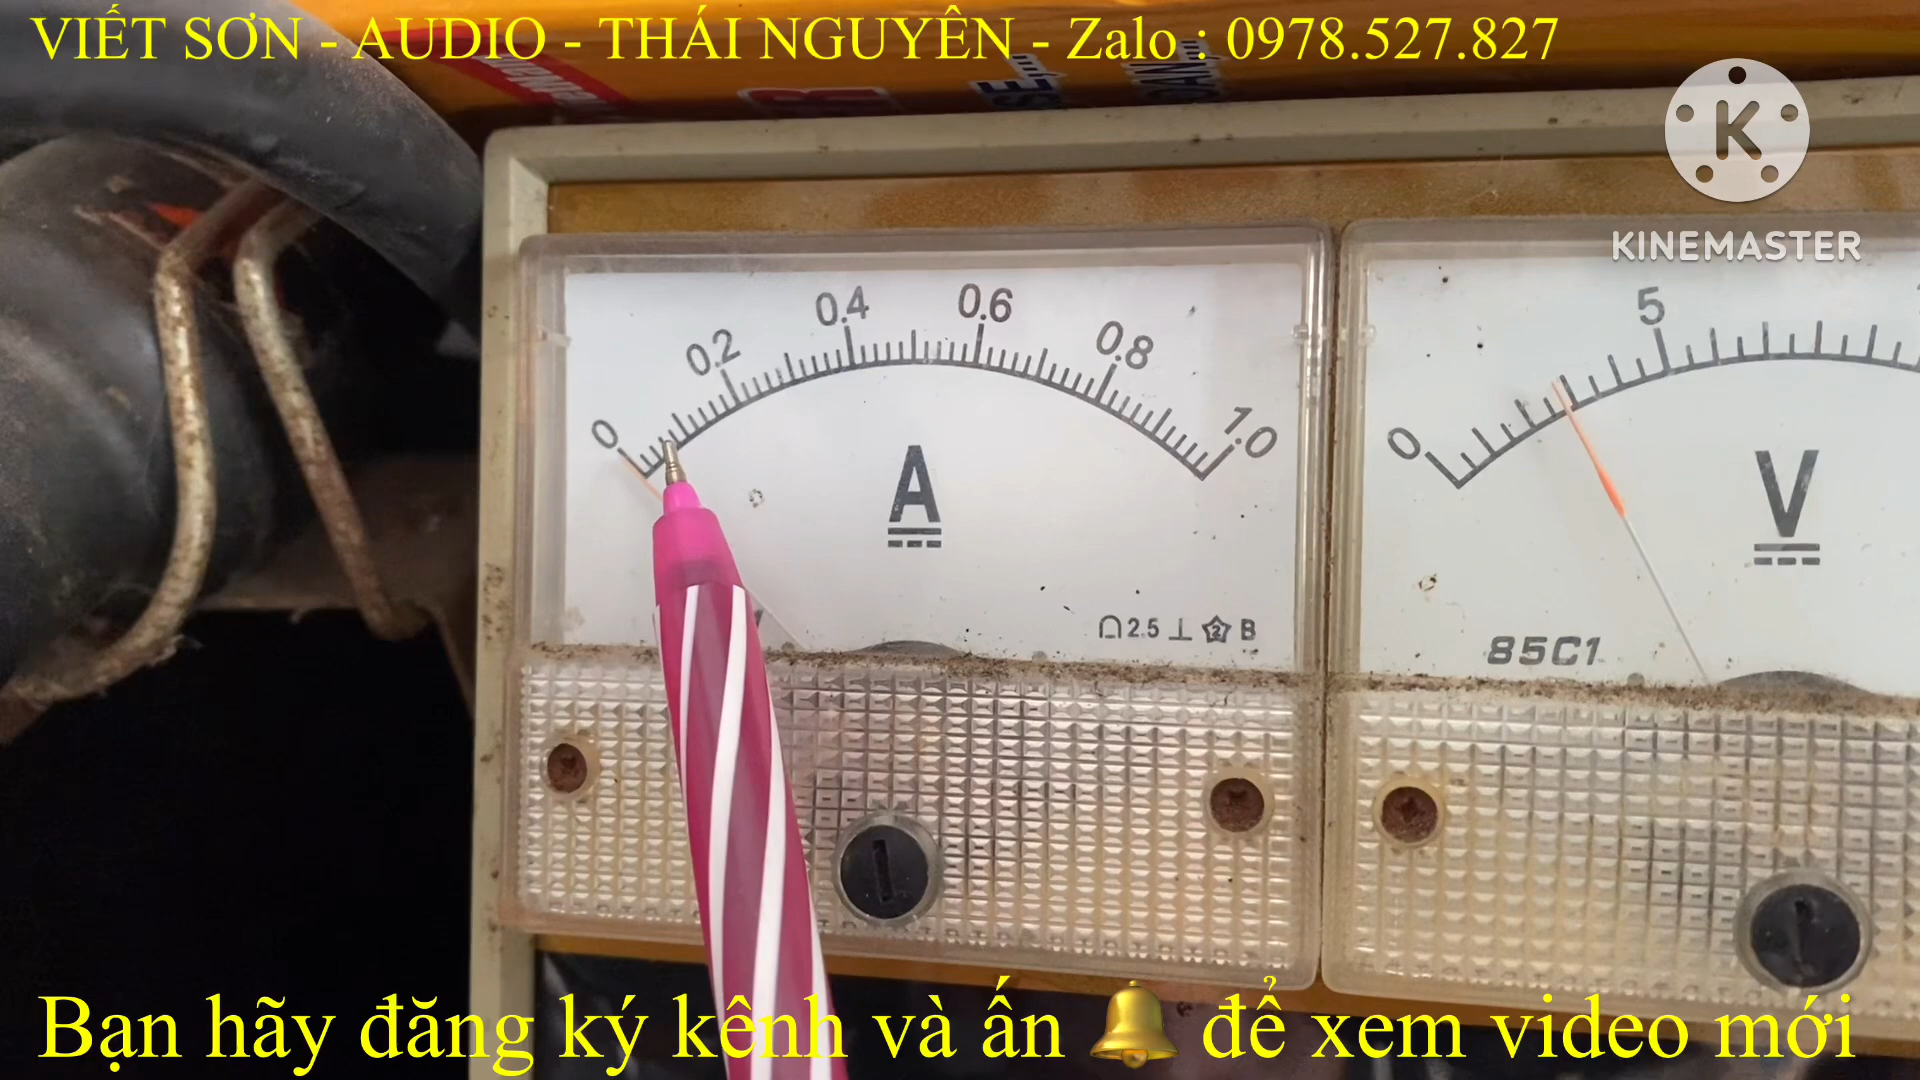 VIẾT SƠN - AUDIO - THÁI NGUYÊN - Zalo : 0978.527.827
K
KINEMASTER
0 0.2 0.4 0.6 0.8 1.0
A
2.5 2 B
0 5
V
85C1
Bạn hãy đăng ký kênh và ấn 🔔 để xem video mới